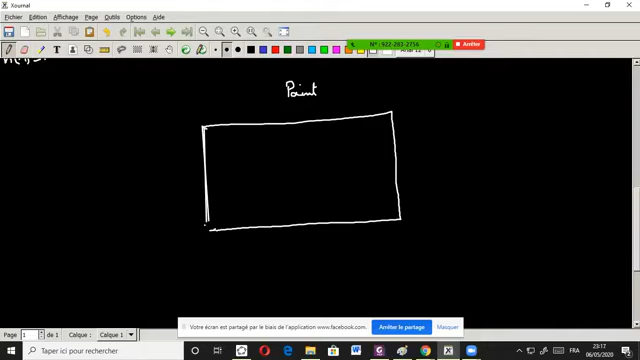 Xournal
Fichier Edition Affichage Page Outils Options Aide
N° : 922-283-2756 Arrêter
Point
Page 1 de 1 Calque : Calque 1
Votre écran est partagé par le biais de l'application www.facebook.com. Arrêter le partage Masquer
Taper ici pour rechercher
FRA
23:17
06/05/2020